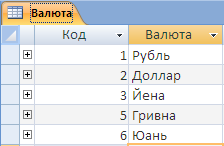 Валюта
Код Валюта
1 Рубль
2 Доллар
3 Йена
5 Гривна
6 Юань